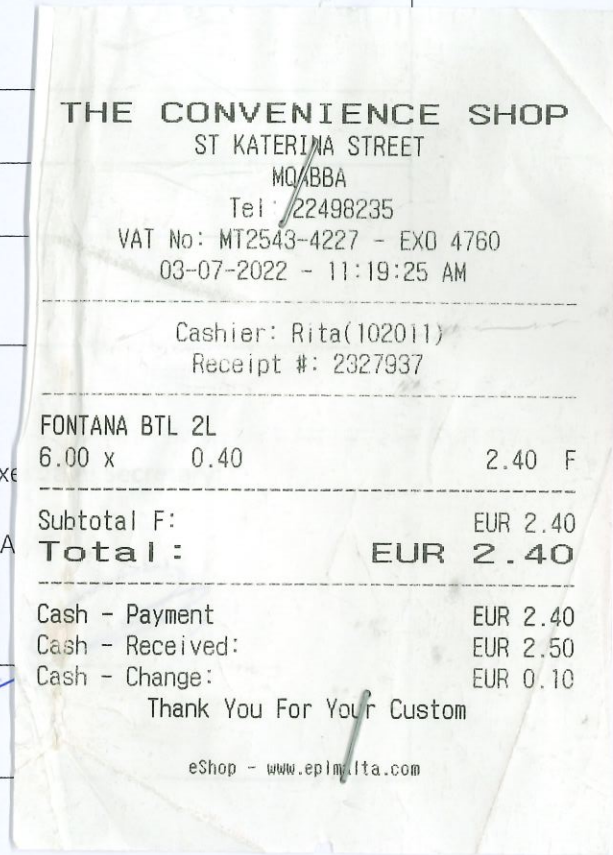 THE CONVENIENCE SHOP
ST KATERINA STREET
MQABBA
Tel: 22498235
VAT No: MT2543-4227 - EXO 4760
03-07-2022 - 11:19:25 AM
Cashier: Rita(102011)
Receipt #: 2327937
FONTANA BTL 2L
6.00 x 0.40 2.40 F
Subtotal F: EUR 2.40
Total: EUR 2.40
Cash - Payment EUR 2.40
Cash - Received: EUR 2.50
Cash - Change: EUR 0.10
Thank You For Your Custom
eShop - www.eplmalta.com